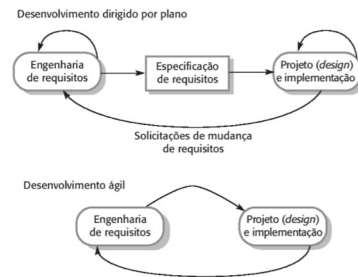 Desenvolvimento dirigido por plano
Engenharia
de requisitos
Especificação
de requisitos
Projeto (design)
e implementação
Solicitações de mudança
de requisitos
Desenvolvimento ágil
Engenharia
de requisitos
Projeto (design)
e implementação